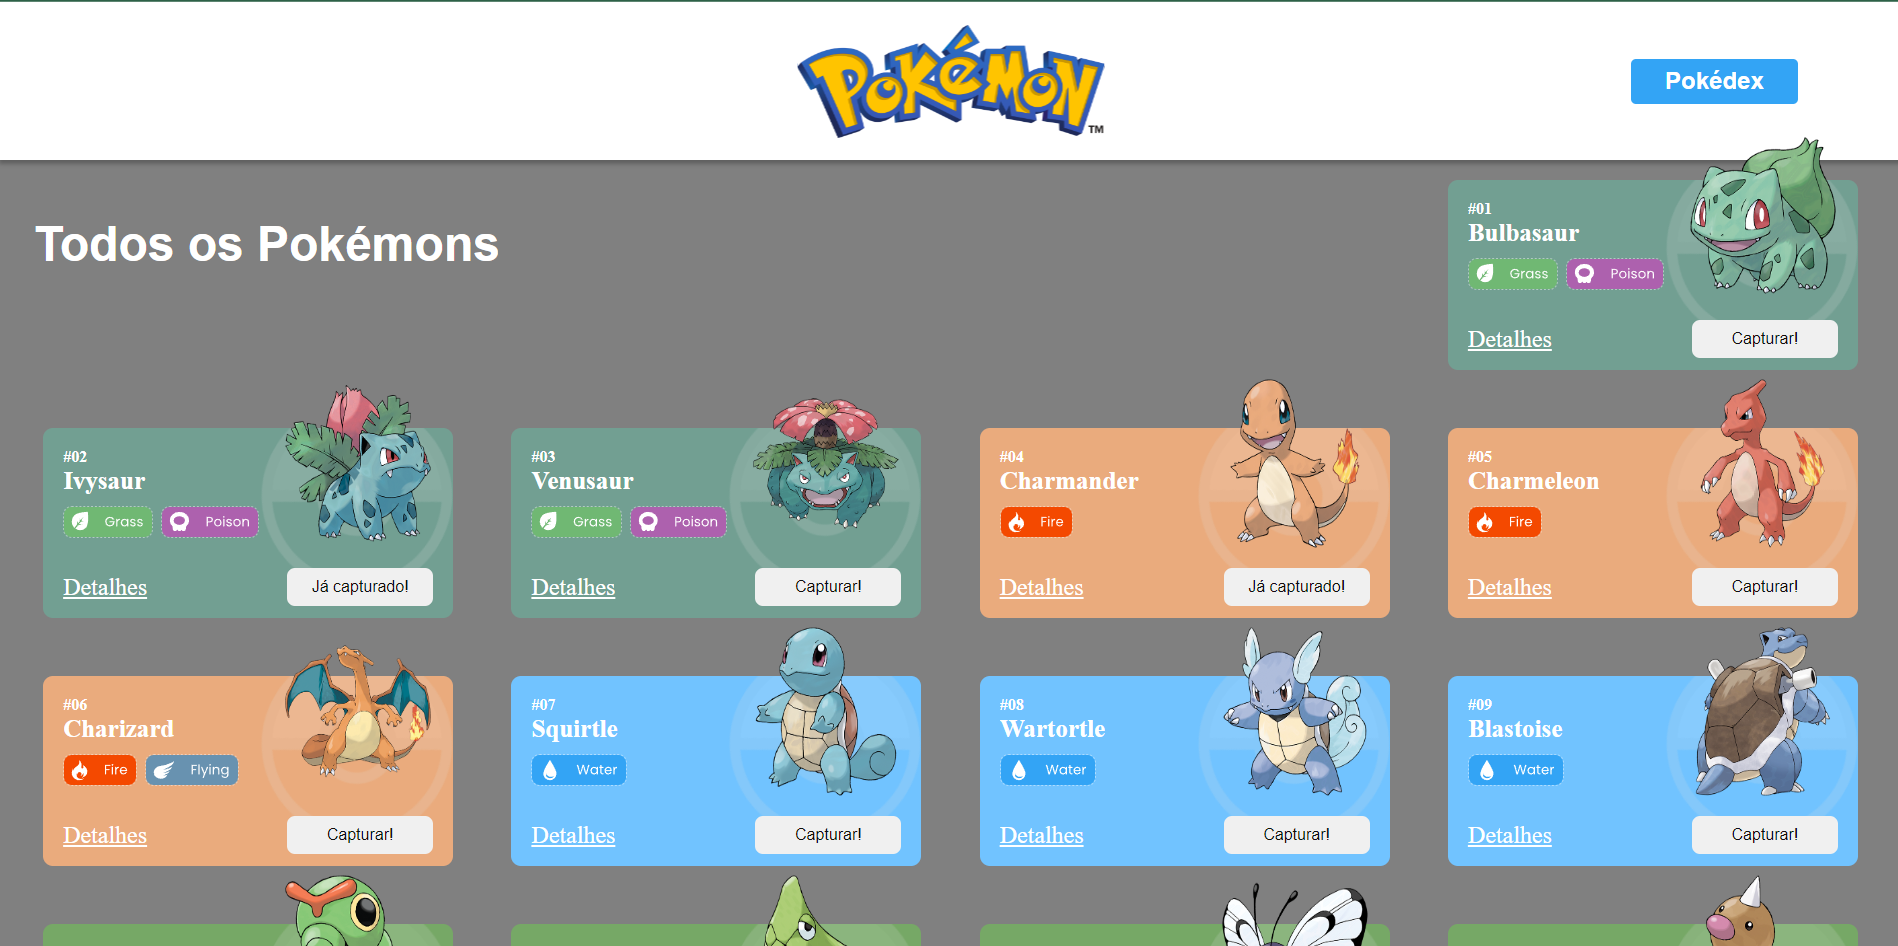 POKéMON
TM
Pokédex
Todos os Pokémons
#01
Bulbasaur
Grass Poison
Detalhes Capturar!
#02
Ivysaur
Grass Poison
Detalhes Já capturado!
#03
Venusaur
Grass Poison
Detalhes Capturar!
#04
Charmander
Fire
Detalhes Já capturado!
#05
Charmeleon
Fire
Detalhes Capturar!
#06
Charizard
Fire Flying
Detalhes Capturar!
#07
Squirtle
Water
Detalhes Capturar!
#08
Wartortle
Water
Detalhes Capturar!
#09
Blastoise
Water
Detalhes Capturar!